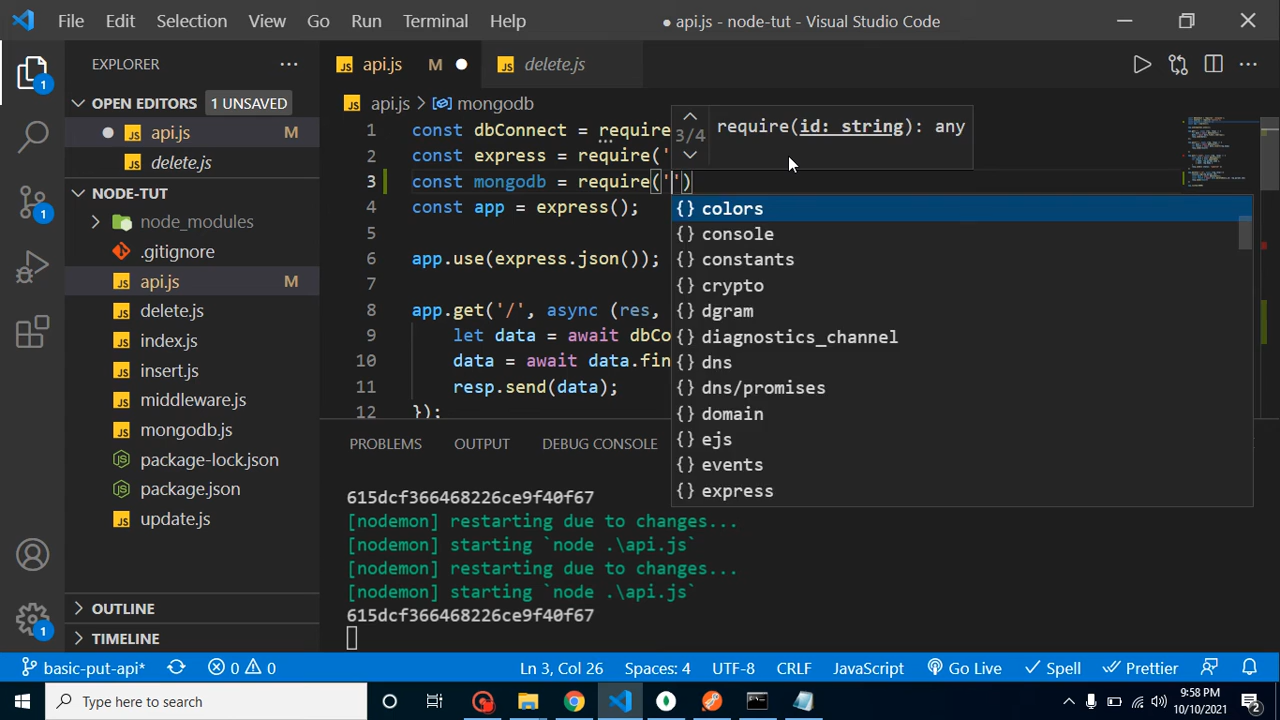 File Edit Selection View Go Run Terminal Help ● api.js - node-tut - Visual Studio Code
EXPLORER
OPEN EDITORS 1 UNSAVED
api.js M
delete.js
NODE-TUT
node_modules
.gitignore
api.js M
delete.js
index.js
insert.js
middleware.js
mongodb.js
package-lock.json
package.json
update.js
OUTLINE
TIMELINE
1
1
api.js M ● delete.js
api.js > mongodb
1 const dbConnect = require
2 const express = require('
3 const mongodb = require('')
4 const app = express();
5
6 app.use(express.json());
7
8 app.get('/', async (res,
9 let data = await dbCo
10 data = await data.fin
11 resp.send(data);
12 });
3/4 require(id: string): any
{} colors
{} console
{} constants
{} crypto
{} dgram
{} diagnostics_channel
{} dns
{} dns/promises
{} domain
{} ejs
{} events
{} express
PROBLEMS OUTPUT DEBUG CONSOLE
615dcf366468226ce9f40f67
[nodemon] restarting due to changes...
[nodemon] starting `node .\api.js`
[nodemon] restarting due to changes...
[nodemon] starting `node .\api.js`
615dcf366468226ce9f40f67
basic-put-api* 0 0 Ln 3, Col 26 Spaces: 4 UTF-8 CRLF JavaScript Go Live Spell Prettier
Type here to search
9:58 PM
10/10/2021
2